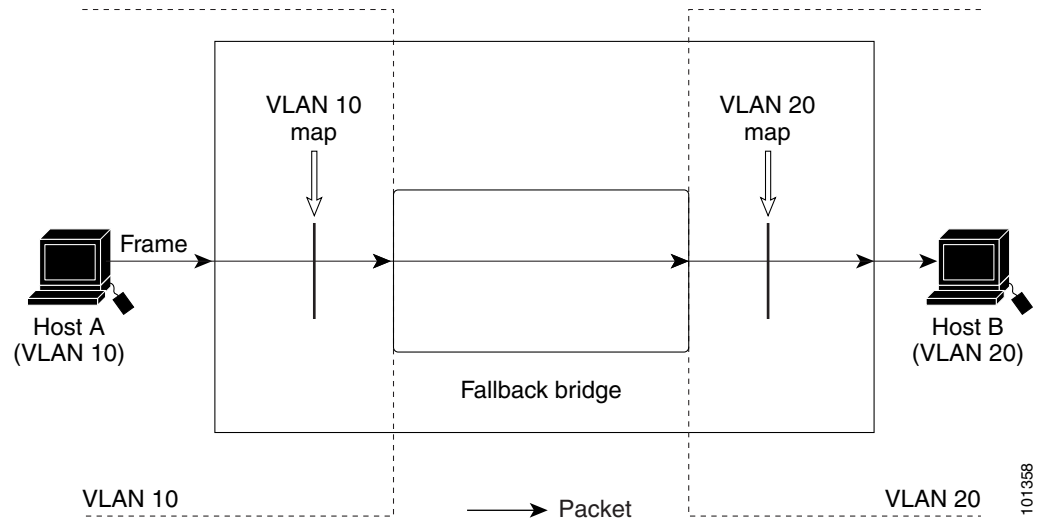 VLAN 10
map
VLAN 20
map
Frame
Host A
(VLAN 10)
Host B
(VLAN 20)
Fallback bridge
VLAN 10
Packet
VLAN 20
101358